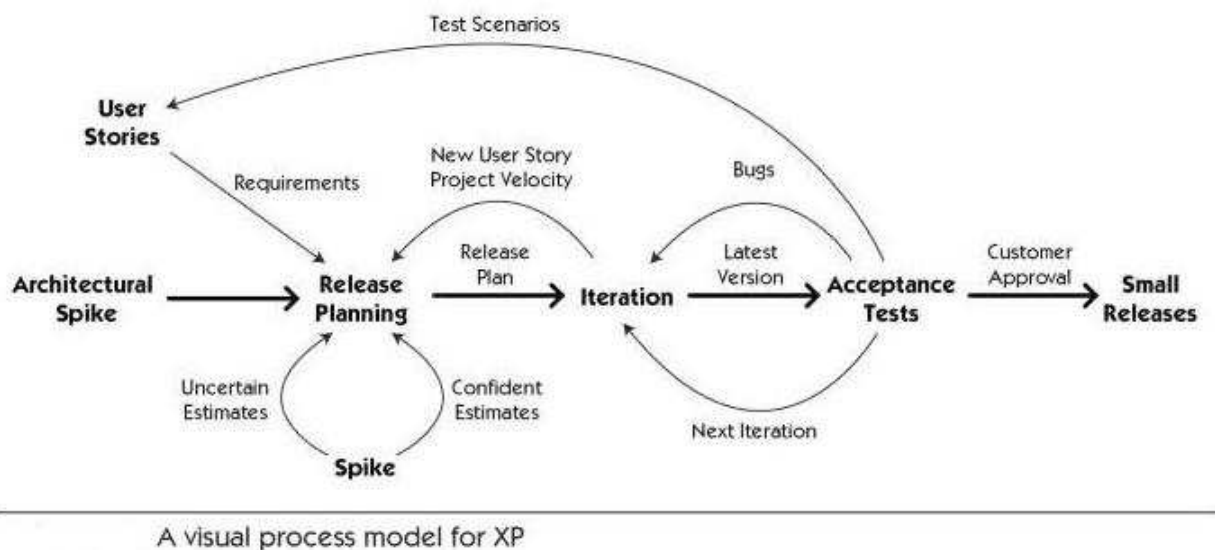 Test Scenarios
User
Stories
Requirements
New User Story
Project Velocity
Bugs
Architectural
Spike
Release
Planning
Release
Plan
Iteration
Latest
Version
Acceptance
Tests
Customer
Approval
Small
Releases
Uncertain
Estimates
Confident
Estimates
Next Iteration
Spike
A visual process model for XP